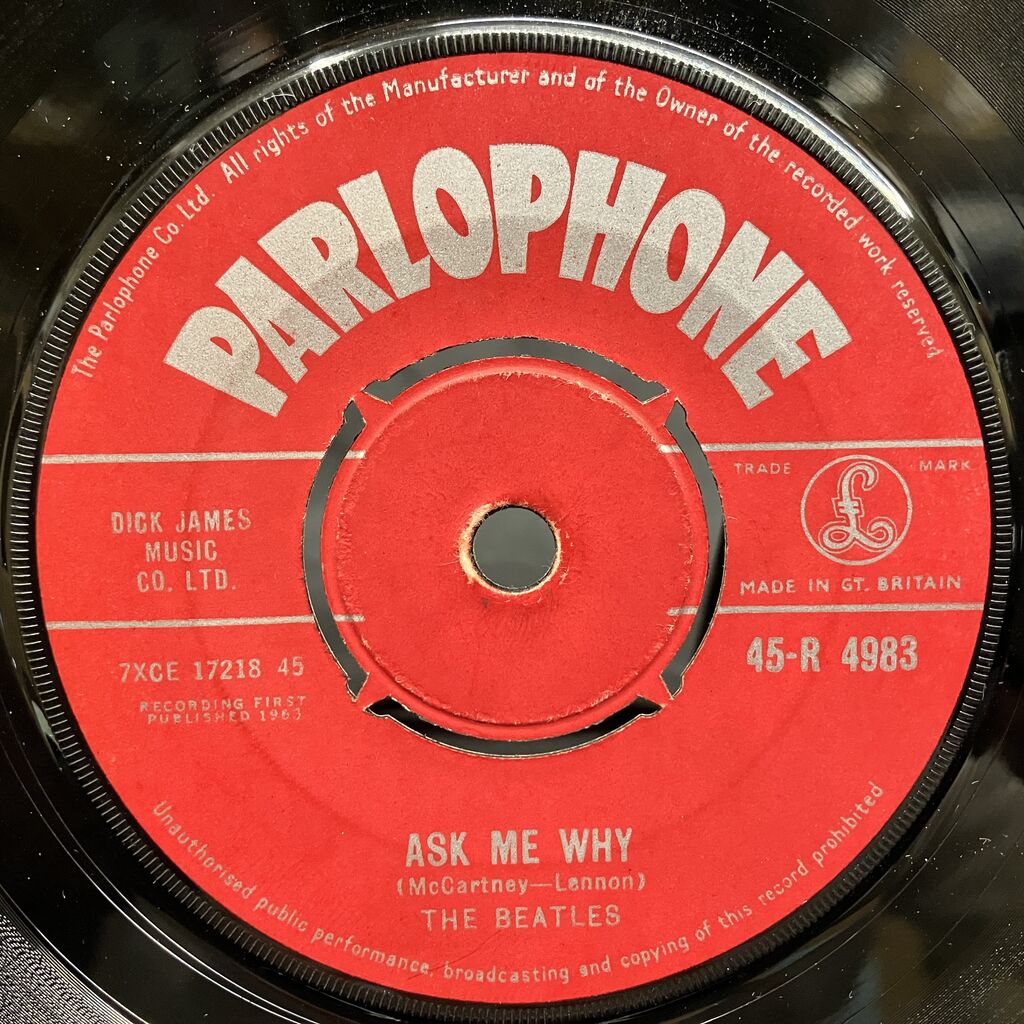 The Parlophone Co. Ltd. All rights of the Manufacturer and of the Owner of the recorded work reserved
PARLOPHONE
TRADE MARK
£
DICK JAMES
MUSIC
CO. LTD.
MADE IN GT. BRITAIN
7XCE 17218 45
45-R 4983
RECORDING FIRST
PUBLISHED 1963
ASK ME WHY
(McCartney—Lennon)
THE BEATLES
Unauthorised public performance, broadcasting and copying of this record prohibited